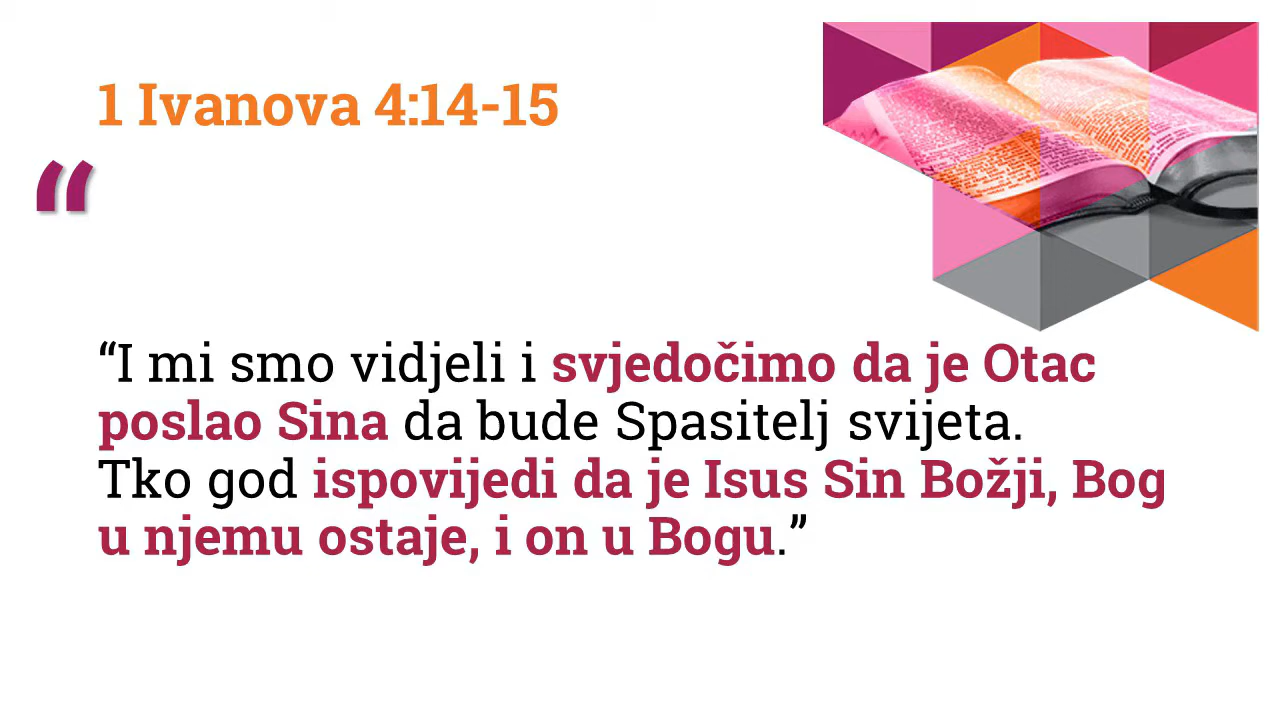 1 Ivanova 4:14-15
“
“I mi smo vidjeli i svjedočimo da je Otac
poslao Sina da bude Spasitelj svijeta.
Tko god ispovijedi da je Isus Sin Božji, Bog
u njemu ostaje, i on u Bogu.”